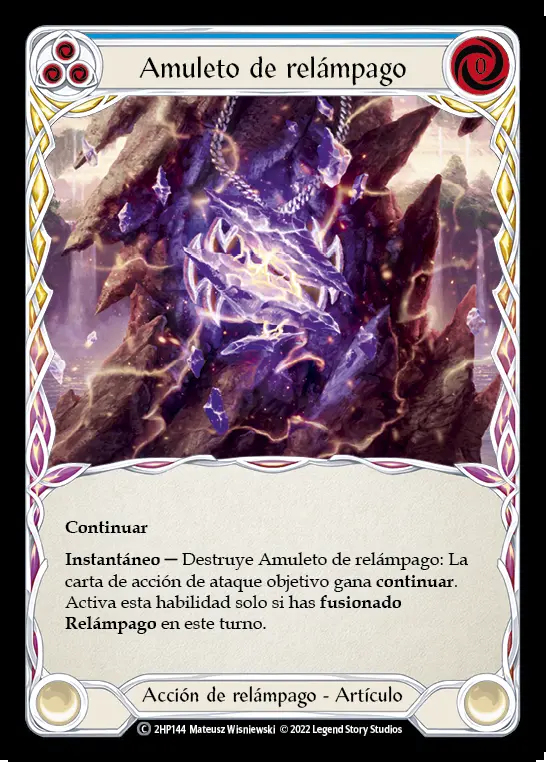 Amuleto de relámpago
0
Continuar
Instantáneo — Destruye Amuleto de relámpago: La
carta de acción de ataque objetivo gana continuar.
Activa esta habilidad solo si has fusionado
Relámpago en este turno.
Acción de relámpago - Artículo
C 2HP144 Mateusz Wisniewski © 2022 Legend Story Studios